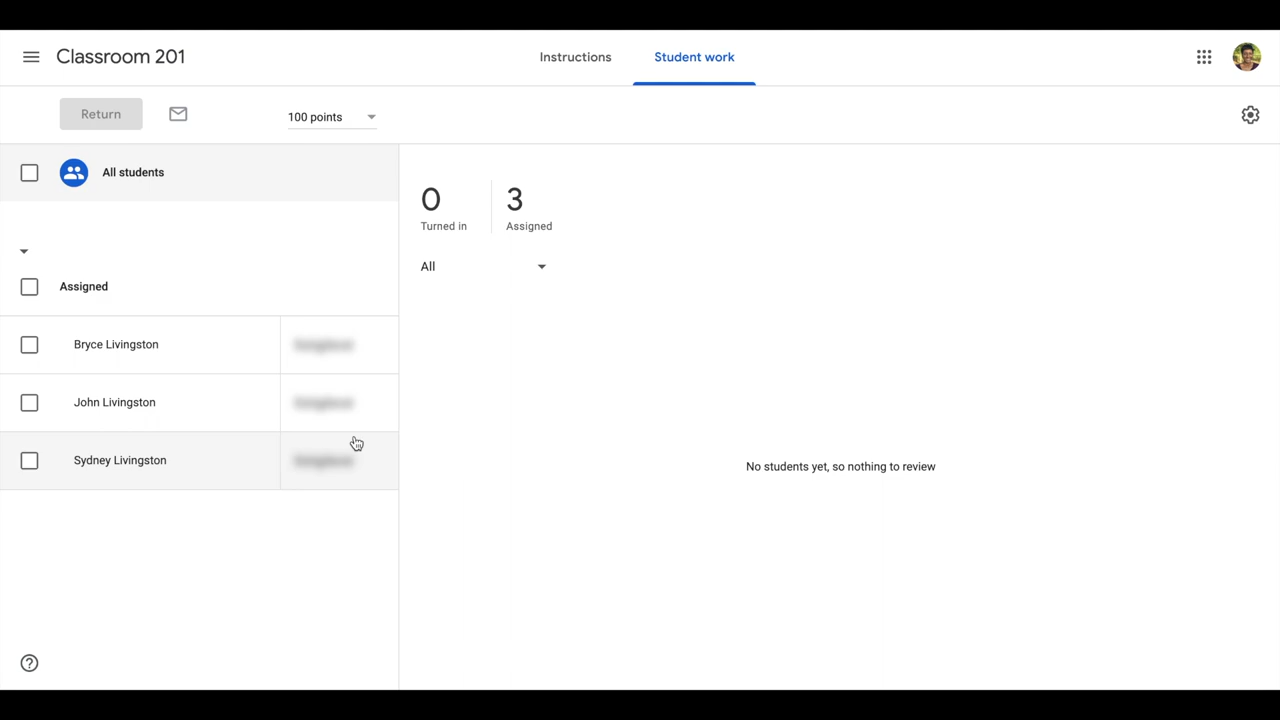 Classroom 201
Instructions
Student work
Return
100 points
All students
0
Turned in
3
Assigned
All
Assigned
Bryce Livingston
John Livingston
Sydney Livingston
No students yet, so nothing to review